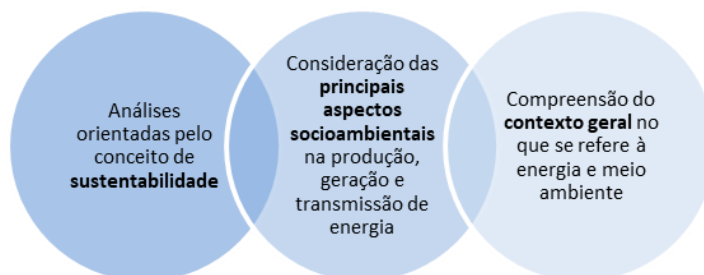 Análises
orientadas pelo
conceito de
sustentabilidade
Consideração das
principais
aspectos
socioambientais
na produção,
geração e
transmissão de
energia
Compreensão do
contexto geral no
que se refere à
energia e meio
ambiente